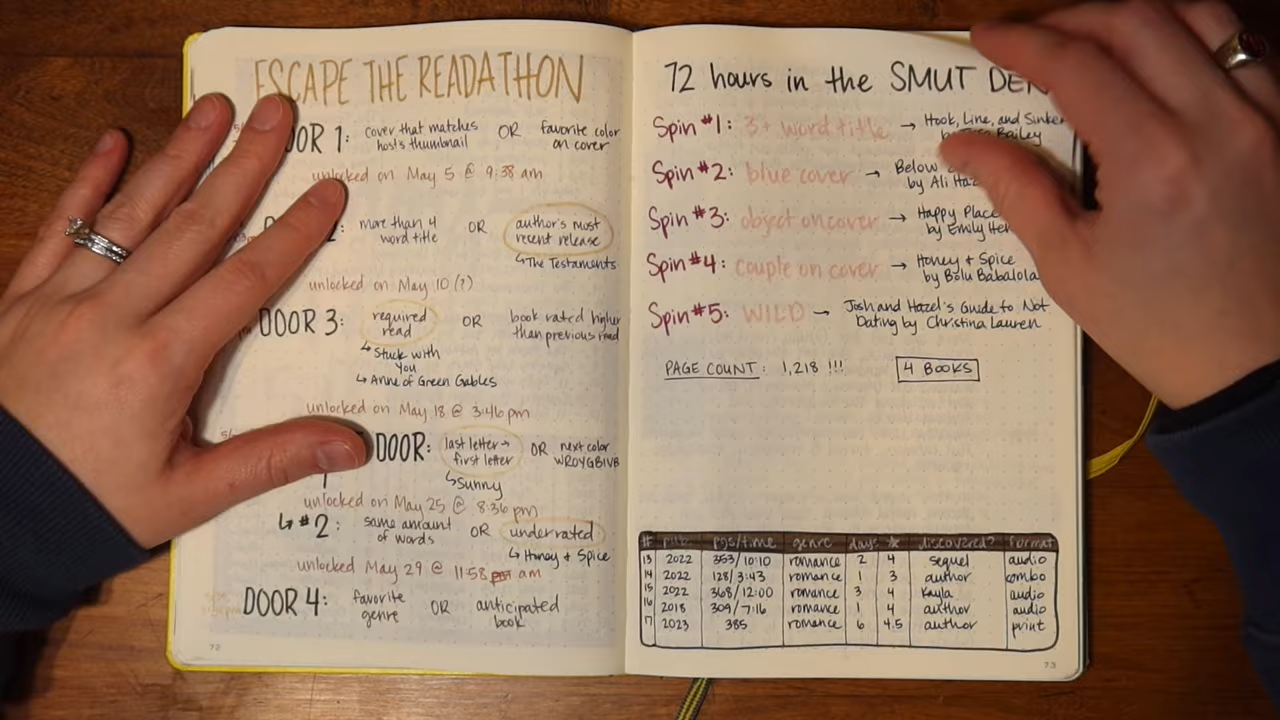 ESCAPE THE READATHON
OOR 1: cover that matches host's thumbnail OR favorite color on cover
unlocked on May 5 @ 9:38 am
2: more than 4 word title OR author's most recent release
↳ The Testaments
unlocked on May 10 (?)
DOOR 3: required read OR book rated higher than previous read
↳ Stuck with you
↳ Anne of Green Gables
unlocked on May 18 @ 3:46 pm
DOOR: last letter → first letter OR next color WROYGBIVB
↳ Sunny
unlocked on May 25 @ 8:36 pm
↳ #2: same amount of words OR underrated
↳ Honey + Spice
unlocked on May 29 @ 11:58 am
DOOR 4: favorite genre OR anticipated book
72
72 hours in the SMUT DEN
Spin #1: 3+ word title → Hook, Line, and Sinker
Bailey
Spin #2: blue cover → Below
by Ali
Spin #3: object on cover → Happy Place
by Emily
Spin #4: couple on cover → Honey + Spice
by Bolu Babalola
Spin #5: WILD → Josh and Hazel's Guide to Not
Dating by Christina Lauren
PAGE COUNT: 1,218 !!! 4 BOOKS
# pub pgs/time genre days ★ discovered? format
13 2022 353/10:10 romance 2 4 sequel audio
14 2022 128/3:43 romance 1 3 author combo
15 2022 368/12:00 romance 3 4 Kayla audio
16 2018 309/7:16 romance 1 4 author audio
17 2023 385 romance 6 4.5 author print
73